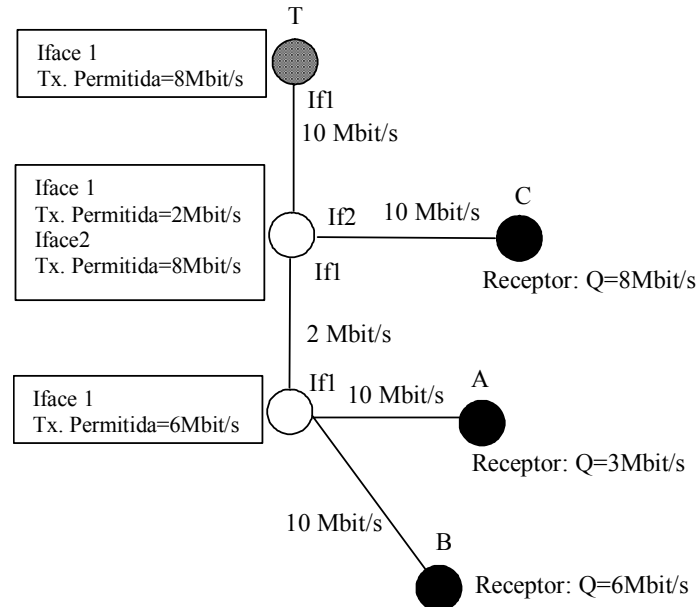 T
Iface 1
Tx. Permitida=8Mbit/s
If1
10 Mbit/s
Iface 1
Tx. Permitida=2Mbit/s
Iface2
Tx. Permitida=8Mbit/s
If2
10 Mbit/s
C
If1
Receptor: Q=8Mbit/s
2 Mbit/s
Iface 1
Tx. Permitida=6Mbit/s
If1
10 Mbit/s
A
Receptor: Q=3Mbit/s
10 Mbit/s
B
Receptor: Q=6Mbit/s